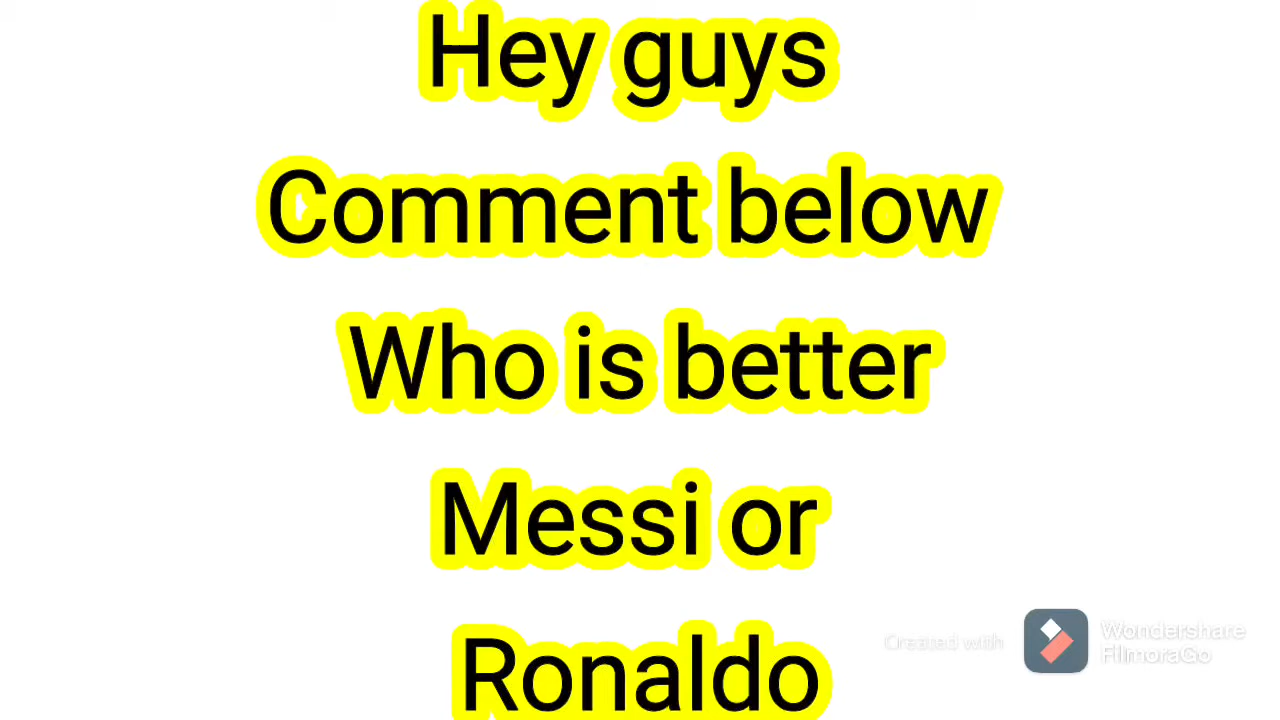 Hey guys
Comment below
Who is better
Messi or
Ronaldo
Created with
Wondershare
FilmoraGo